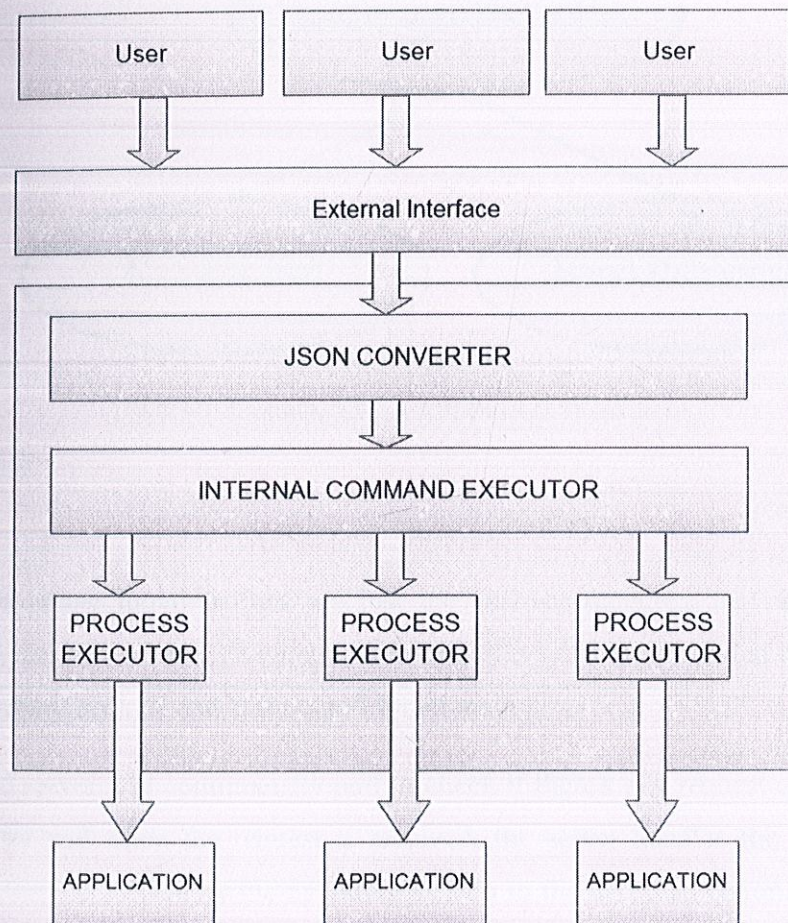 User
User
User
External Interface
JSON CONVERTER
INTERNAL COMMAND EXECUTOR
PROCESS
EXECUTOR
PROCESS
EXECUTOR
PROCESS
EXECUTOR
APPLICATION
APPLICATION
APPLICATION